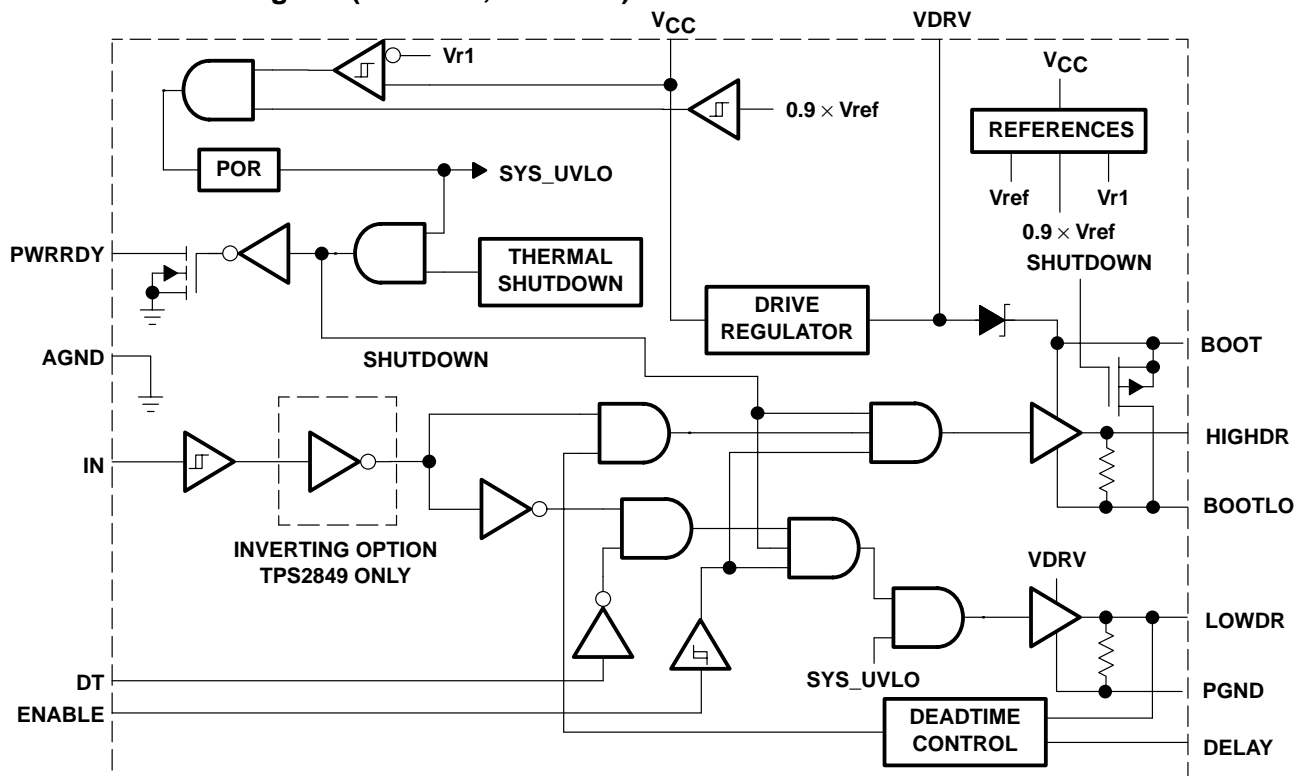 VCC
VDRV
Vr1
VCC
0.9 × Vref
REFERENCES
POR
SYS_UVLO
Vref
Vr1
0.9 × Vref
PWRRDY
THERMAL
SHUTDOWN
SHUTDOWN
DRIVE
REGULATOR
BOOT
AGND
SHUTDOWN
HIGHDR
IN
BOOTLO
INVERTING OPTION
TPS2849 ONLY
VDRV
LOWDR
DT
SYS_UVLO
PGND
ENABLE
DEADTIME
CONTROL
DELAY